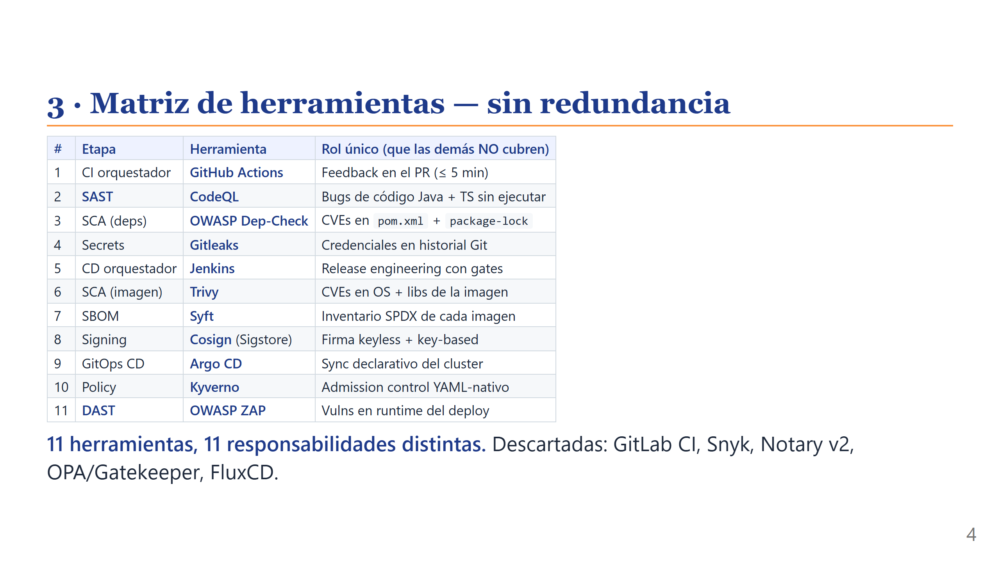 3 · Matriz de herramientas — sin redundancia
# Etapa Herramienta Rol único (que las demás NO cubren)
1 CI orquestador GitHub Actions Feedback en el PR (≤ 5 min)
2 SAST CodeQL Bugs de código Java + TS sin ejecutar
3 SCA (deps) OWASP Dep-Check CVEs en pom.xml + package-lock
4 Secrets Gitleaks Credenciales en historial Git
5 CD orquestador Jenkins Release engineering con gates
6 SCA (imagen) Trivy CVEs en OS + libs de la imagen
7 SBOM Syft Inventario SPDX de cada imagen
8 Signing Cosign (Sigstore) Firma keyless + key-based
9 GitOps CD Argo CD Sync declarativo del cluster
10 Policy Kyverno Admission control YAML-nativo
11 DAST OWASP ZAP Vulns en runtime del deploy
11 herramientas, 11 responsabilidades distintas. Descartadas: GitLab CI, Snyk, Notary v2,
OPA/Gatekeeper, FluxCD.
4